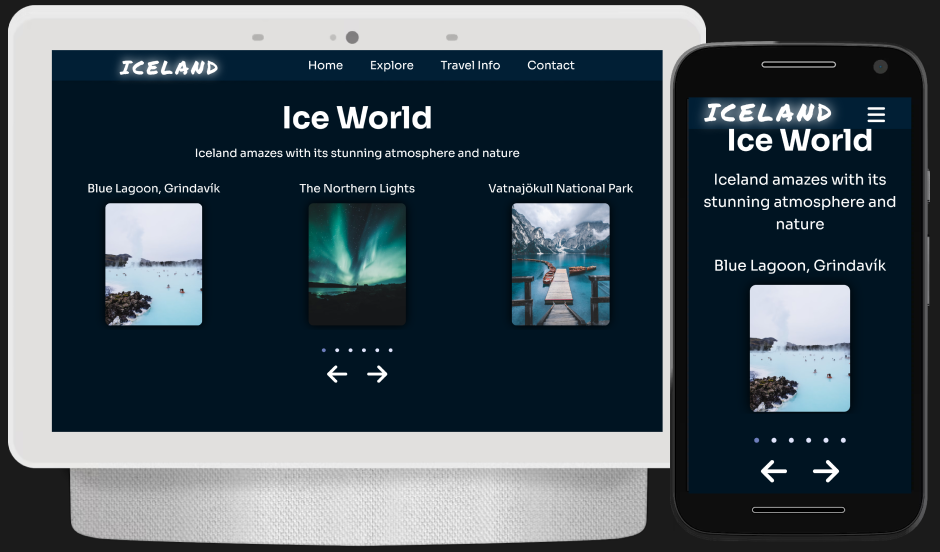 ICELAND
Home Explore Travel Info Contact
Ice World
Iceland amazes with its stunning atmosphere and nature
Blue Lagoon, Grindavík The Northern Lights Vatnajökull National Park
ICELAND
Ice World
Iceland amazes with its
stunning atmosphere and
nature
Blue Lagoon, Grindavík